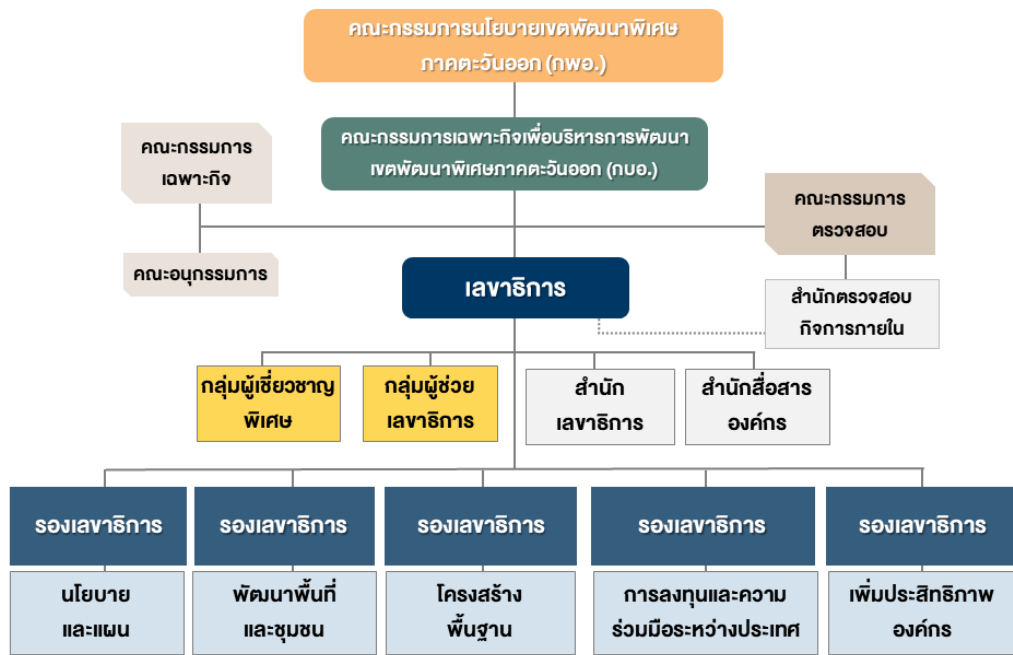 คณะกรรมการนโยบายเขตพัฒนาพิเศษ
ภาคตะวันออก (กพอ.)
คณะกรรมการเฉพาะกิจเพื่อบริหารการพัฒนา
เขตพัฒนาพิเศษภาคตะวันออก (กบอ.)
คณะกรรมการ
เฉพาะกิจ
คณะอนุกรรมการ
คณะกรรมการ
ตรวจสอบ
สำนักตรวจสอบ
กิจการภายใน
เลขาธิการ
กลุ่มผู้เชี่ยวชาญ
พิเศษ
กลุ่มผู้ช่วย
เลขาธิการ
สำนัก
เลขาธิการ
สำนักสื่อสาร
องค์กร
รองเลขาธิการ
นโยบาย
และแผน
รองเลขาธิการ
พัฒนาพื้นที่
และชุมชน
รองเลขาธิการ
โครงสร้าง
พื้นฐาน
รองเลขาธิการ
การลงทุนและความ
ร่วมมือระหว่างประเทศ
รองเลขาธิการ
เพิ่มประสิทธิภาพ
องค์กร